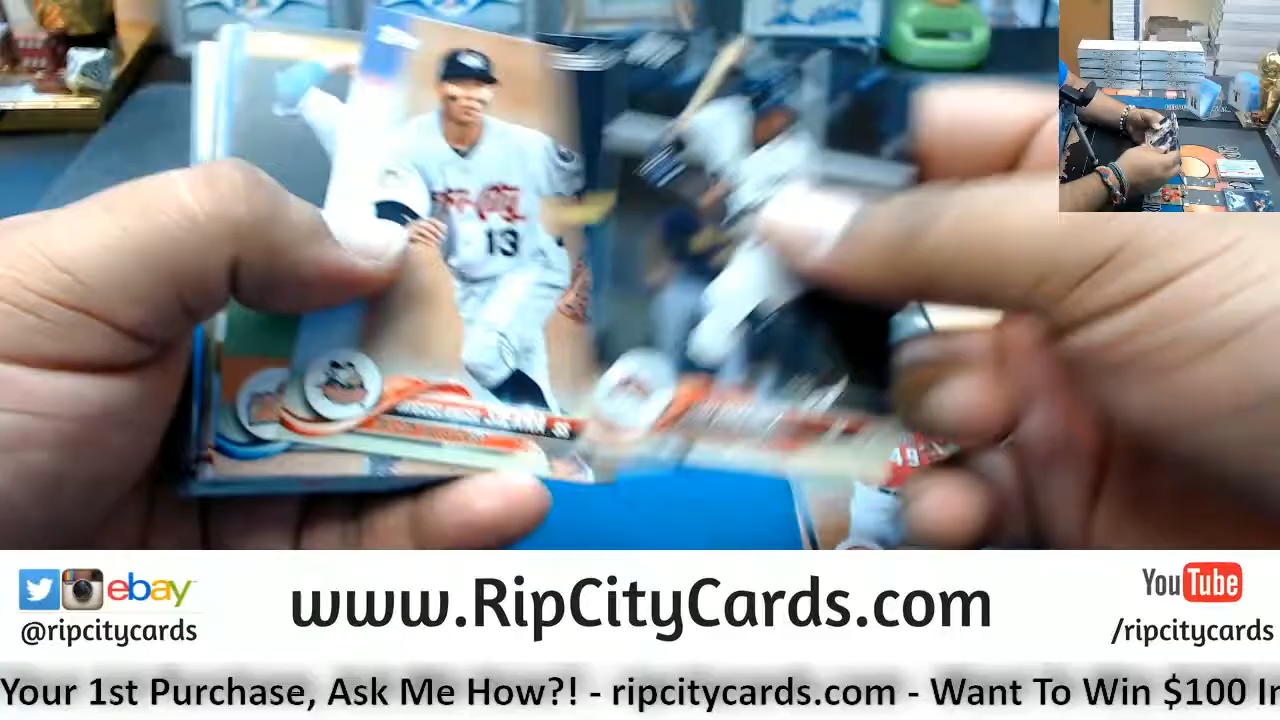 13
49
ebay
@ripcitycards
www.RipCityCards.com
YouTube
/ripcitycards
Your 1st Purchase, Ask Me How?! - ripcitycards.com - Want To Win $100 In